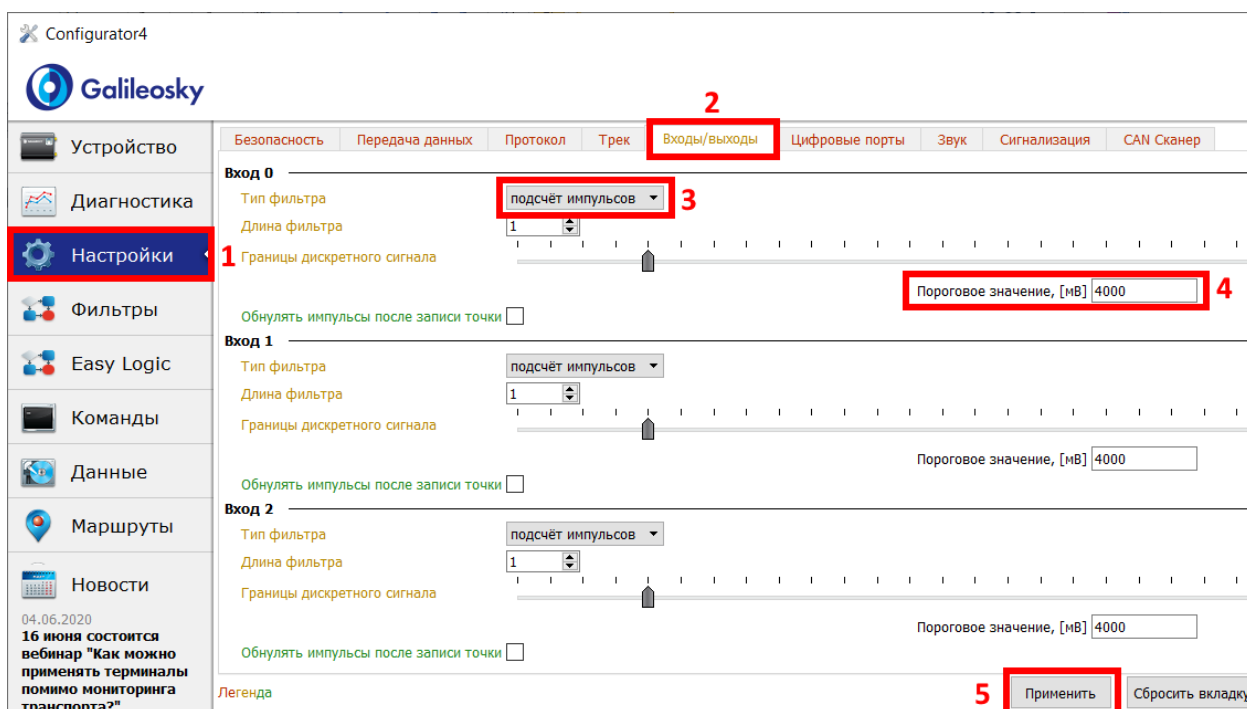 Configurator4
Galileosky
2
Устройство
Диагностика
Настройки
1
Фильтры
Easy Logic
Команды
Данные
Маршруты
Новости
04.06.2020
16 июня состоится
вебинар "Как можно
применять терминалы
помимо мониторинга
транспорта?"
Безопасность Передача данных Протокол Трек Входы/выходы Цифровые порты Звук Сигнализация CAN Сканер
Вход 0
Тип фильтра подсчёт импульсов 3
Длина фильтра 1
Границы дискретного сигнала
Пороговое значение, [мВ] 4000 4
Обнулять импульсы после записи точки
Вход 1
Тип фильтра подсчёт импульсов
Длина фильтра 1
Границы дискретного сигнала
Пороговое значение, [мВ] 4000
Обнулять импульсы после записи точки
Вход 2
Тип фильтра подсчёт импульсов
Длина фильтра 1
Границы дискретного сигнала
Пороговое значение, [мВ] 4000
Обнулять импульсы после записи точки
Легенда 5 Применить Сбросить вкладку